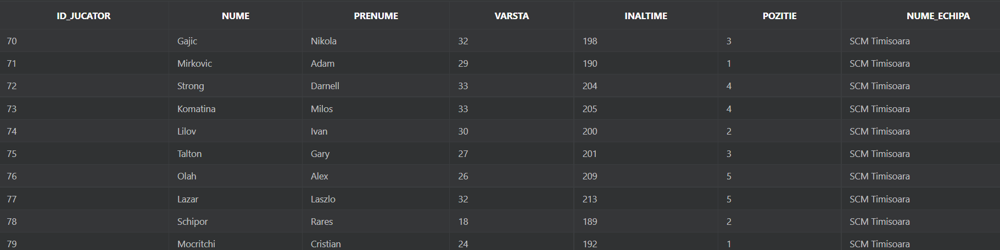 ID_JUCATOR NUME PRENUME VARSTA INALTIME POZITIE NUME_ECHIPA
70 Gajic Nikola 32 198 3 SCM Timisoara
71 Mirkovic Adam 29 190 1 SCM Timisoara
72 Strong Darnell 33 204 4 SCM Timisoara
73 Komatina Milos 33 205 4 SCM Timisoara
74 Lilov Ivan 30 200 2 SCM Timisoara
75 Talton Gary 27 201 3 SCM Timisoara
76 Olah Alex 26 209 5 SCM Timisoara
77 Lazar Laszlo 32 213 5 SCM Timisoara
78 Schipor Rares 18 189 2 SCM Timisoara
79 Mocritchi Cristian 24 192 1 SCM Timisoara